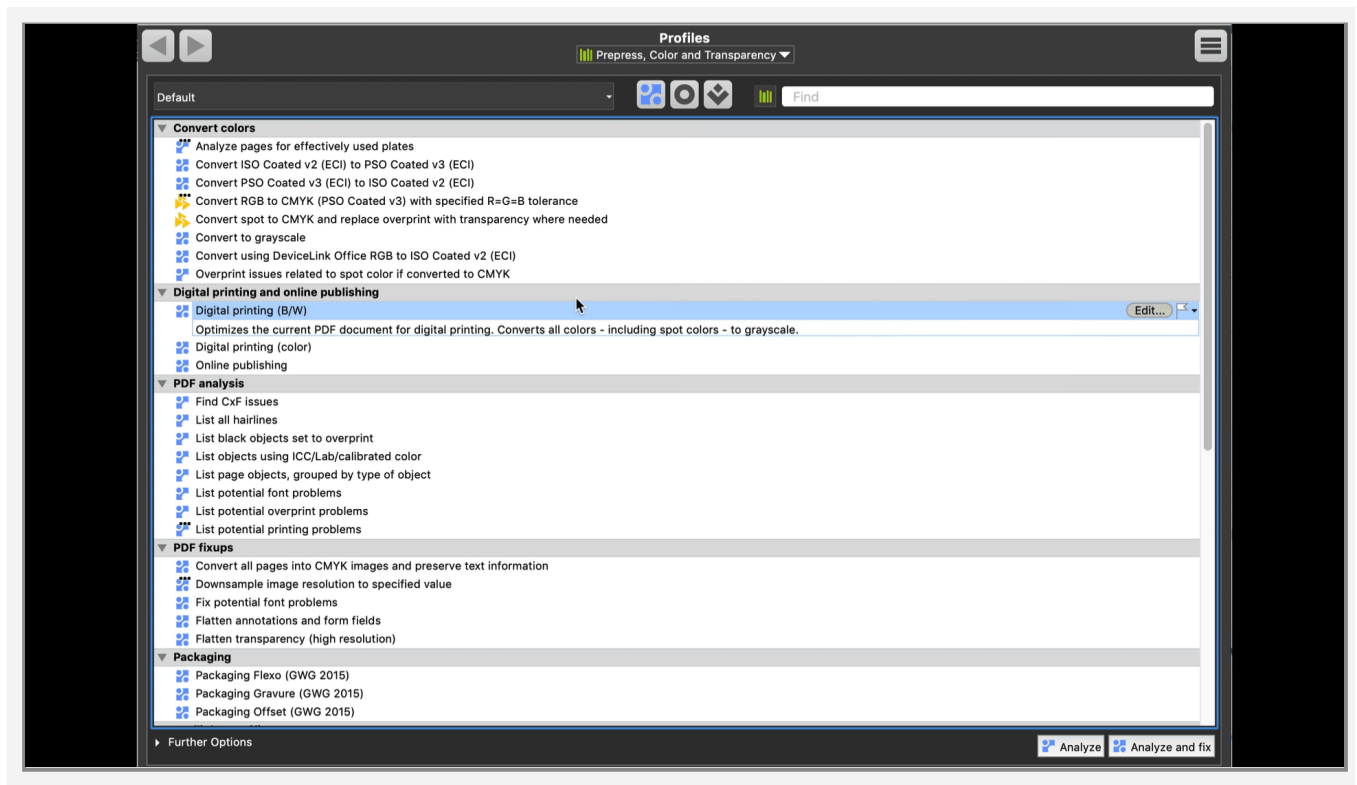 Profiles
Prepress, Color and Transparency
Default
Find
Convert colors
Analyze pages for effectively used plates
Convert ISO Coated v2 (ECI) to PSO Coated v3 (ECI)
Convert PSO Coated v3 (ECI) to ISO Coated v2 (ECI)
Convert RGB to CMYK (PSO Coated v3) with specified R=G=B tolerance
Convert spot to CMYK and replace overprint with transparency where needed
Convert to grayscale
Convert using DeviceLink Office RGB to ISO Coated v2 (ECI)
Overprint issues related to spot color if converted to CMYK
Digital printing and online publishing
Digital printing (B/W) Edit...
Optimizes the current PDF document for digital printing. Converts all colors - including spot colors - to grayscale.
Digital printing (color)
Online publishing
PDF analysis
Find CxF issues
List all hairlines
List black objects set to overprint
List objects using ICC/Lab/calibrated color
List page objects, grouped by type of object
List potential font problems
List potential overprint problems
List potential printing problems
PDF fixups
Convert all pages into CMYK images and preserve text information
Downsample image resolution to specified value
Fix potential font problems
Flatten annotations and form fields
Flatten transparency (high resolution)
Packaging
Packaging Flexo (GWG 2015)
Packaging Gravure (GWG 2015)
Packaging Offset (GWG 2015)
Further Options
Analyze
Analyze and fix